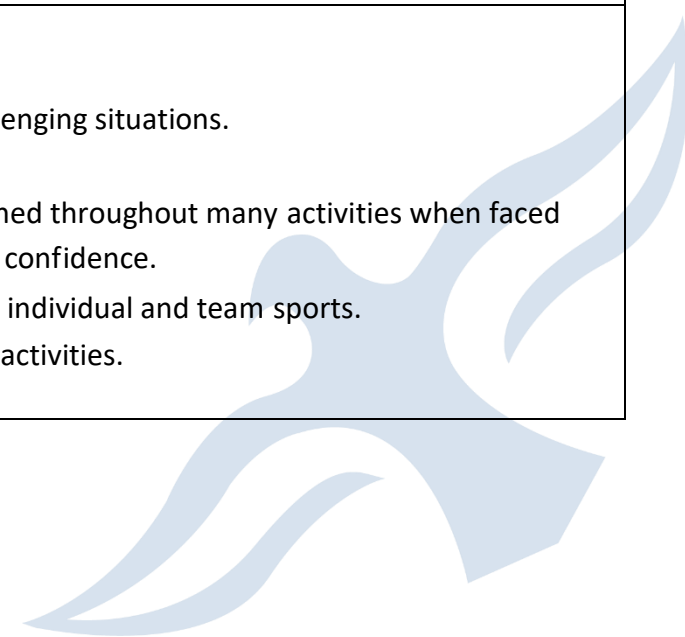 enging situations.
ned throughout many activities when faced
confidence.
individual and team sports.
activities.